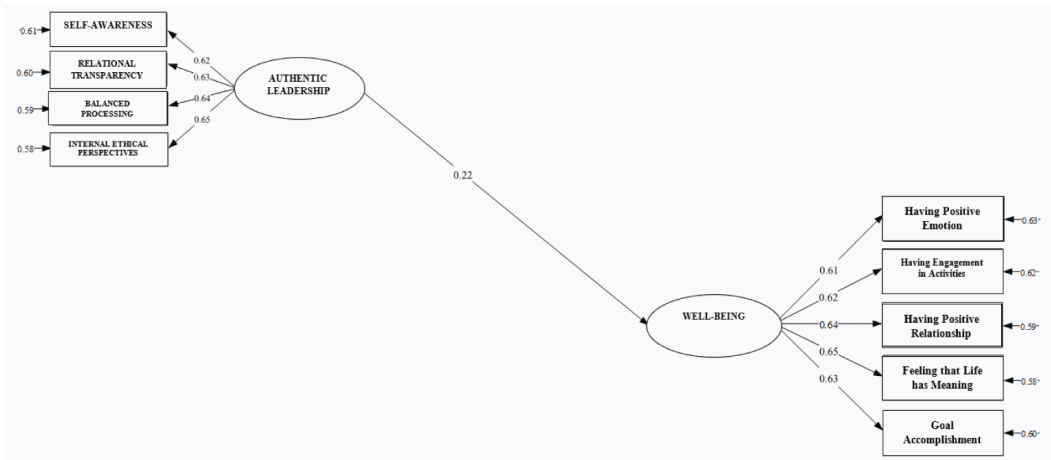 0.61
SELF-AWARENESS
0.62
0.60
RELATIONAL
TRANSPARENCY
0.63
0.59
BALANCED
PROCESSING
0.64
0.58
INTERNAL ETHICAL
PERSPECTIVES
0.65
AUTHENTIC
LEADERSHIP
0.22
WELL-BEING
0.61
Having Positive
Emotion
0.63
0.62
Having Engagement
in Activities
0.62
0.64
Having Positive
Relationship
0.59
0.65
Feeling that Life
has Meaning
0.58
0.63
Goal
Accomplishment
0.60